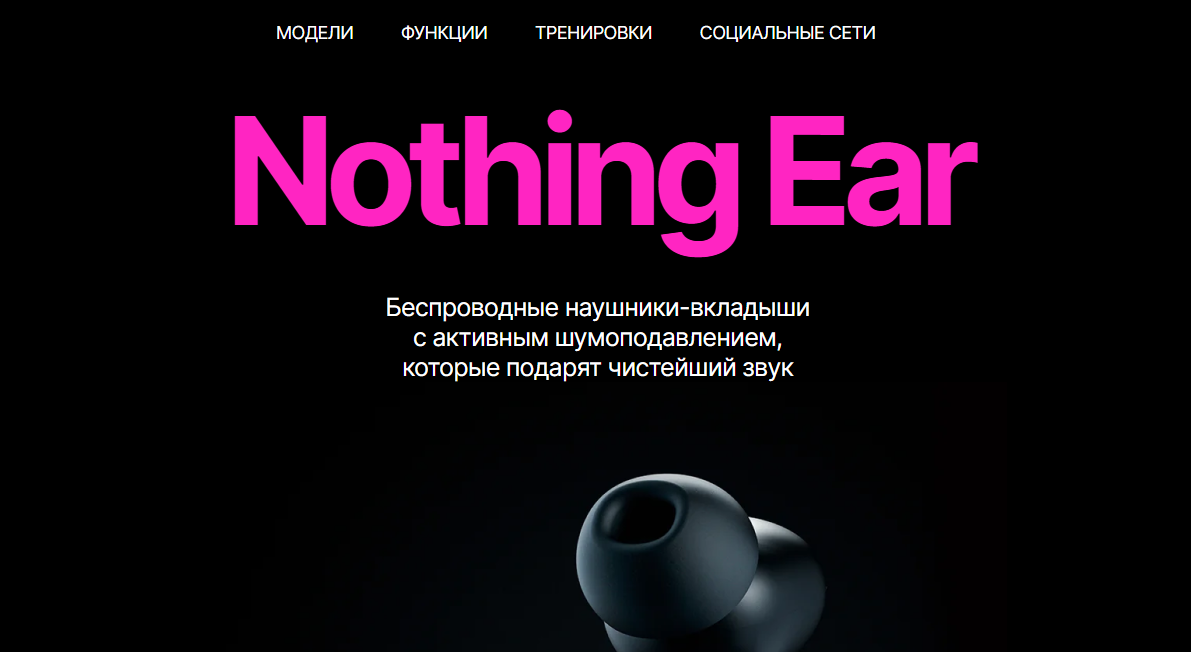 МОДЕЛИ ФУНКЦИИ ТРЕНИРОВКИ СОЦИАЛЬНЫЕ СЕТИ
Nothing Ear
Беспроводные наушники-вкладыши
с активным шумоподавлением,
которые подарят чистейший звук